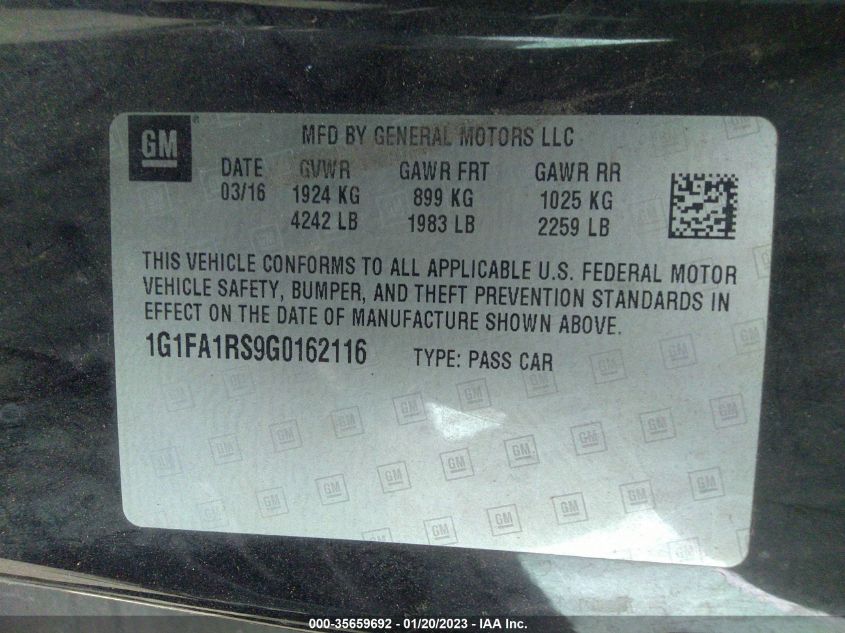 GM
MFD BY GENERAL MOTORS LLC
DATE GVWR GAWR FRT GAWR RR
03/16 1924 KG 899 KG 1025 KG
4242 LB 1983 LB 2259 LB
THIS VEHICLE CONFORMS TO ALL APPLICABLE U.S. FEDERAL MOTOR
VEHICLE SAFETY, BUMPER, AND THEFT PREVENTION STANDARDS IN
EFFECT ON THE DATE OF MANUFACTURE SHOWN ABOVE.
1G1FA1RS9G0162116 TYPE: PASS CAR
000-35659692 / 01/20/2023 - IAA Inc.